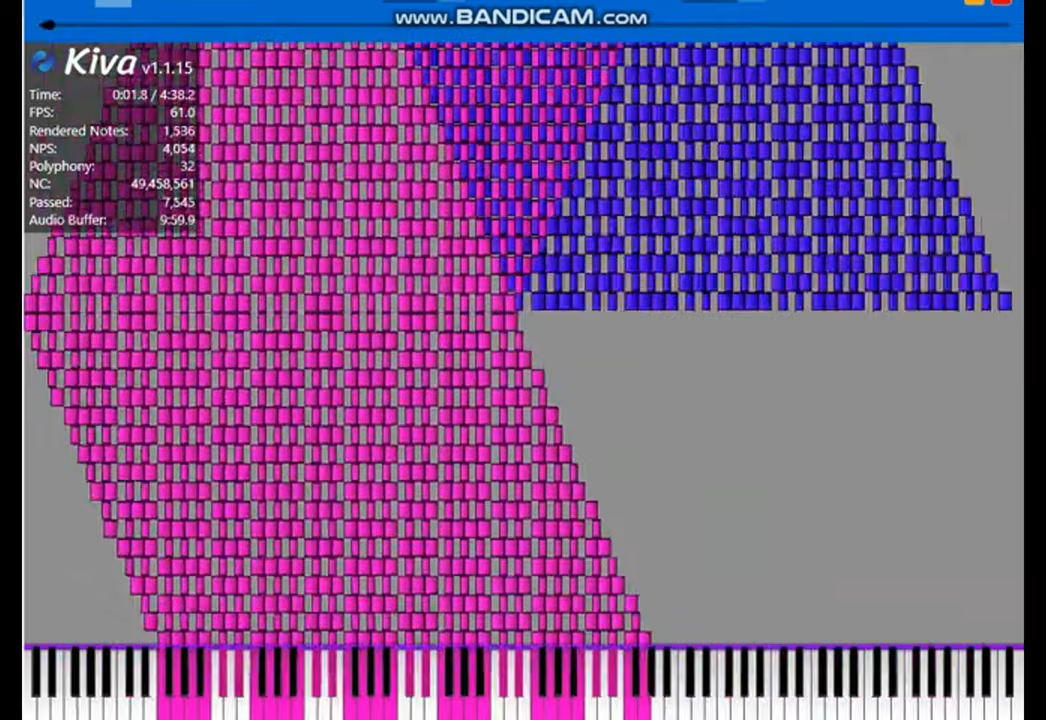 www.BANDICAM.com
Kiva v1.1.15
Time: 0:01.8 / 4:38.2
FPS: 61.0
Rendered Notes: 1,536
NPS: 4,054
Polyphony: 32
NC: 49,458,561
Passed: 7,545
Audio Buffer: 9:59.9